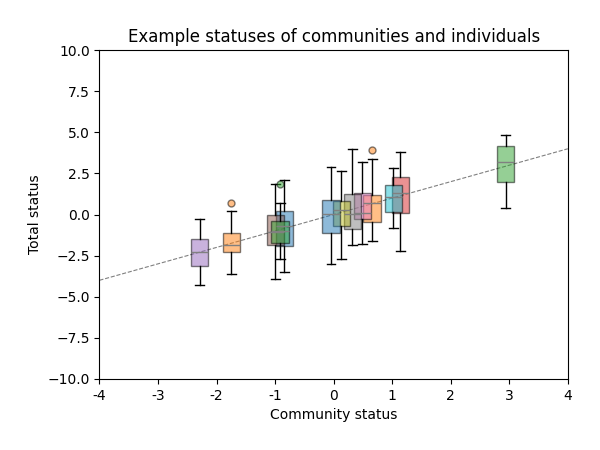 Example statuses of communities and individuals
10.0
7.5
5.0
2.5
0.0
−2.5
−5.0
−7.5
−10.0
Total status
-4 -3 -2 -1 0 1 2 3 4
Community status